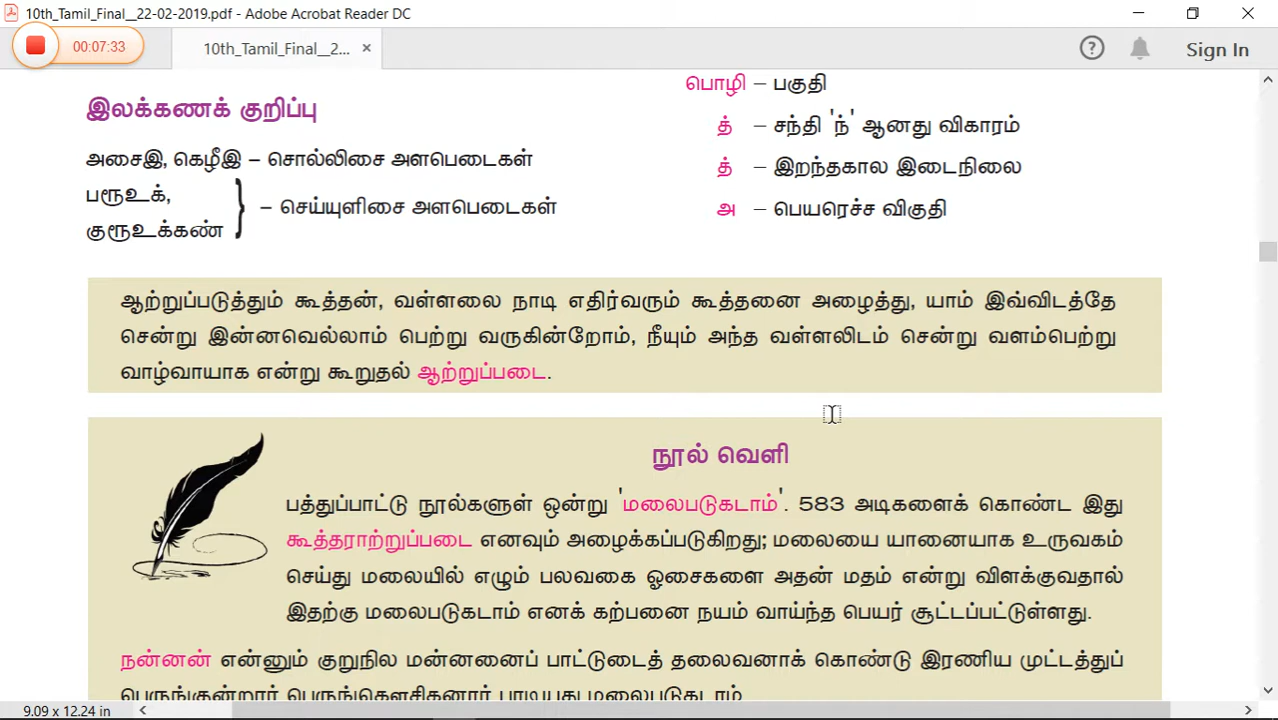 10th_Tamil_Final__22-02-2019.pdf - Adobe Acrobat Reader DC
00:07:33
10th_Tamil_Final__2...
Sign In
இலக்கணக் குறிப்பு
அசைஇ, கெழீஇ – சொல்லிசை அளபெடைகள்
பரூஉக்,
குரூஉக்கண் } – செய்யுளிசை அளபெடைகள்
பொழி – பகுதி
த் – சந்தி 'ந்' ஆனது விகாரம்
த் – இறந்தகால இடைநிலை
அ – பெயரெச்ச விகுதி
ஆற்றுப்படுத்தும் கூத்தன், வள்ளலை நாடி எதிர்வரும் கூத்தனை அழைத்து, யாம் இவ்விடத்தே
சென்று இன்னவெல்லாம் பெற்று வருகின்றோம், நீயும் அந்த வள்ளலிடம் சென்று வளம்பெற்று
வாழ்வாயாக என்று கூறுதல் ஆற்றுப்படை.
நூல் வெளி
பத்துப்பாட்டு நூல்களுள் ஒன்று 'மலைபடுகடாம்'. 583 அடிகளைக் கொண்ட இது
கூத்தராற்றுப்படை எனவும் அழைக்கப்படுகிறது; மலையை யானையாக உருவகம்
செய்து மலையில் எழும் பலவகை ஓசைகளை அதன் மதம் என்று விளக்குவதால்
இதற்கு மலைபடுகடாம் எனக் கற்பனை நயம் வாய்ந்த பெயர் சூட்டப்பட்டுள்ளது.
நன்னன் என்னும் குறுநில மன்னனைப் பாட்டுடைத் தலைவனாக் கொண்டு இரணிய முட்டத்துப்
பெருங்குன்றூர் பெருங்கௌசிகனார் பாடியது மலைபடுகடாம்
9.09 x 12.24 in